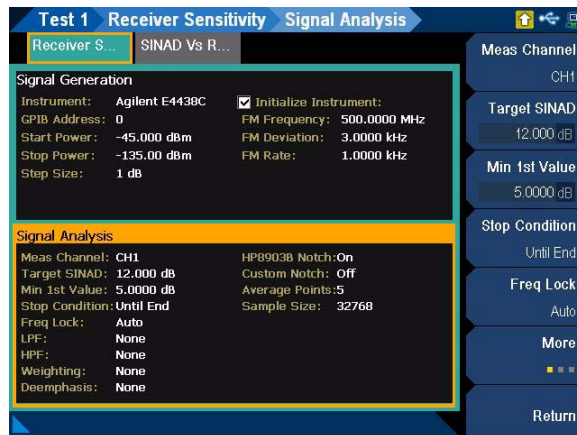 Test 1 Receiver Sensitivity Signal Analysis
Receiver S... SINAD Vs R...
Signal Generation
Instrument: Agilent E4438C Initialize Instrument:
GPIB Address: 0 FM Frequency: 500.0000 MHz
Start Power: -45.000 dBm FM Deviation: 3.0000 kHz
Stop Power: -135.00 dBm FM Rate: 1.0000 kHz
Step Size: 1 dB
Signal Analysis
Meas Channel: CH1 HP8903B Notch:On
Target SINAD: 12.000 dB Custom Notch: Off
Min 1st Value: 5.0000 dB Average Points:5
Stop Condition:Until End Sample Size: 32768
Freq Lock: Auto
LPF: None
HPF: None
Weighting: None
Deemphasis: None
Meas Channel
CH1
Target SINAD
12.000 dB
Min 1st Value
5.0000 dB
Stop Condition
Until End
Freq Lock
Auto
More
Return